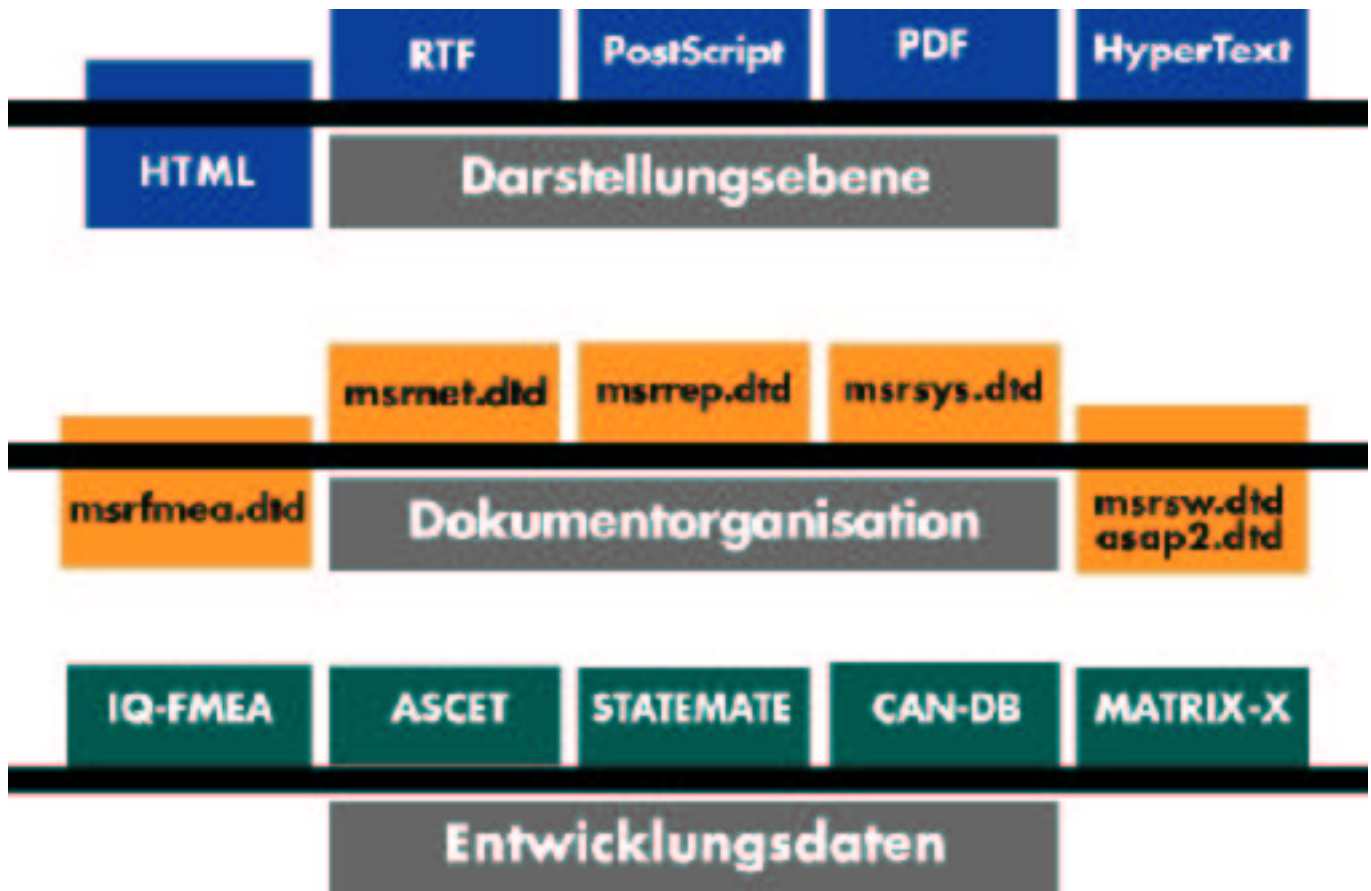 RTF PostScript PDF HyperText
HTML Darstellungsebene
msrnet.dtd msrrep.dtd msrsys.dtd
msrfmea.dtd Dokumentorganisation msrsw.dtd
asap2.dtd
IQ-FMEA ASCET STATEMATE CAN-DB MATRIX-X
Entwicklungsdaten